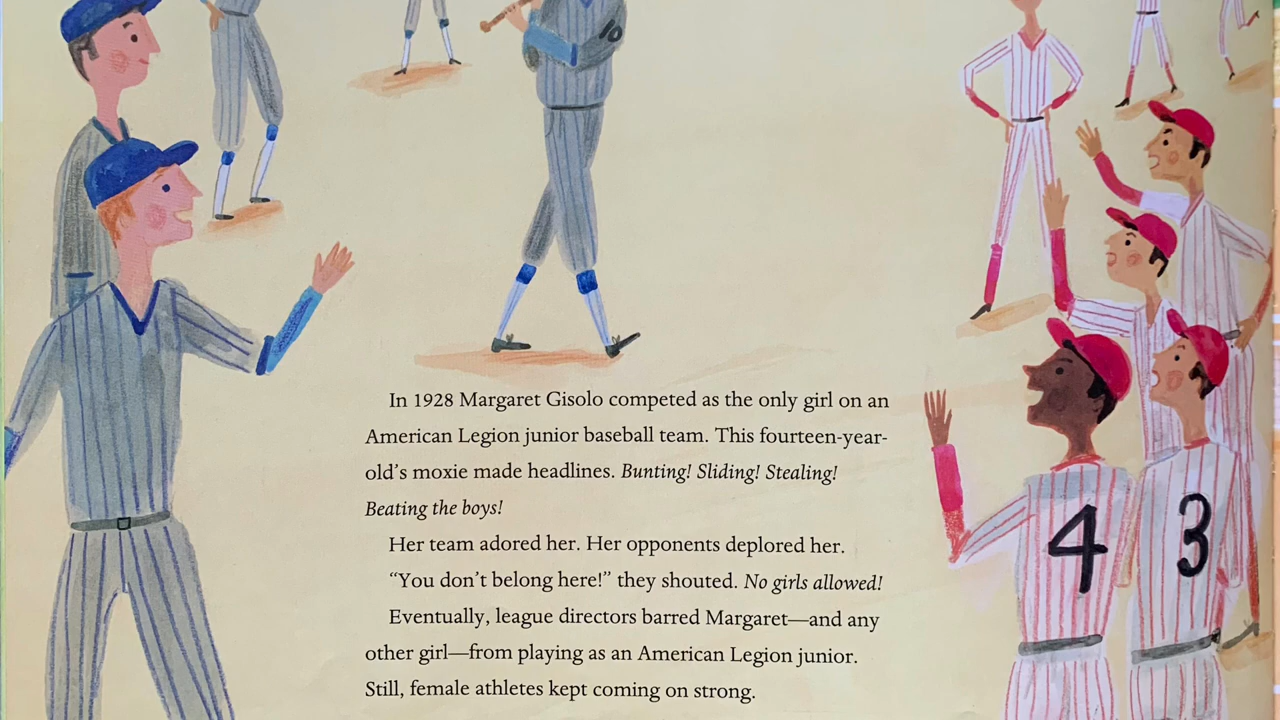 10
In 1928 Margaret Gisolo competed as the only girl on an
American Legion junior baseball team. This fourteen-year-
old’s moxie made headlines. Bunting! Sliding! Stealing!
Beating the boys!
Her team adored her. Her opponents deplored her.
“You don’t belong here!” they shouted. No girls allowed!
Eventually, league directors barred Margaret—and any
other girl—from playing as an American Legion junior.
Still, female athletes kept coming on strong.
4
3